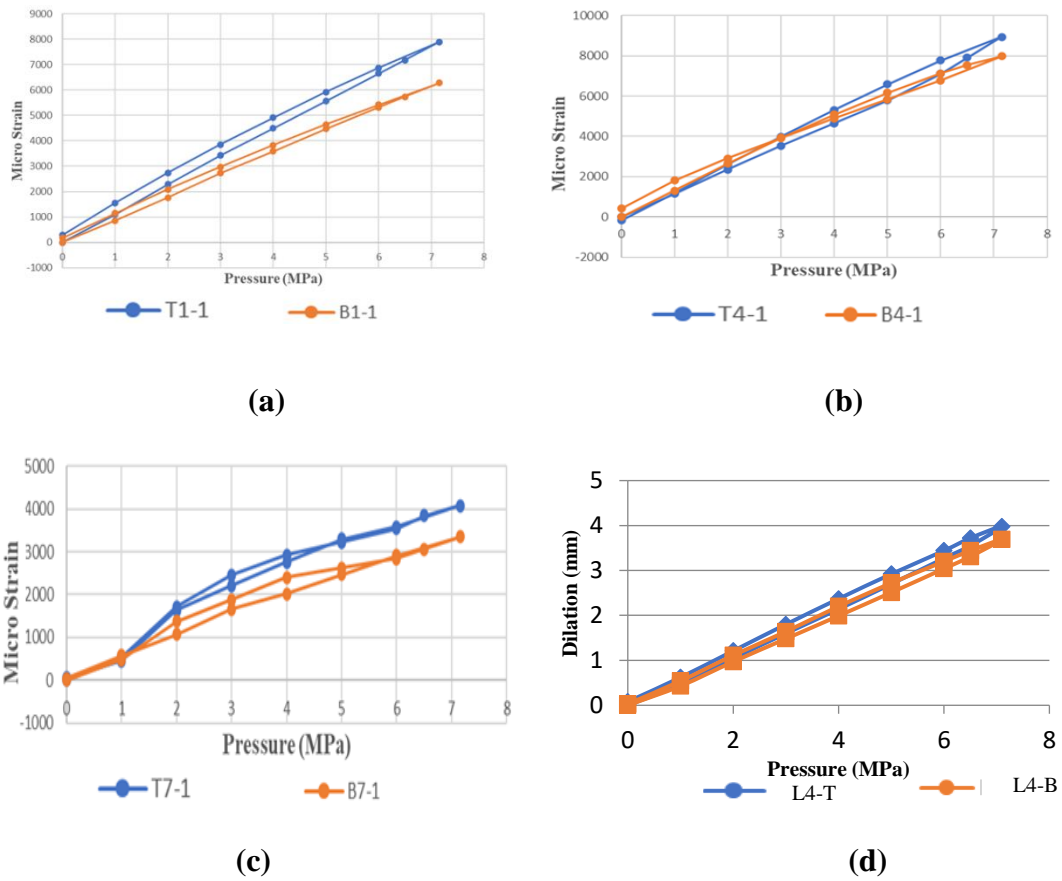 9000
8000
7000
6000
5000
4000
3000
2000
1000
0
-1000
Micro Strain
0 1 2 3 4 5 6 7 8
Pressure (MPa)
T1-1 B1-1
(a)
10000
8000
6000
4000
2000
0
-2000
Micro Strain
0 1 2 3 4 5 6 7 8
Pressure (MPa)
T4-1 B4-1
(b)
5000
4000
3000
2000
1000
0
-1000
Micro Strain
0 1 2 3 4 5 6 7 8
Pressure (MPa)
T7-1 B7-1
(c)
5
4
3
2
1
0
Dilation (mm)
0 2 4 6 8
Pressure (MPa)
L4-T L4-B
(d)